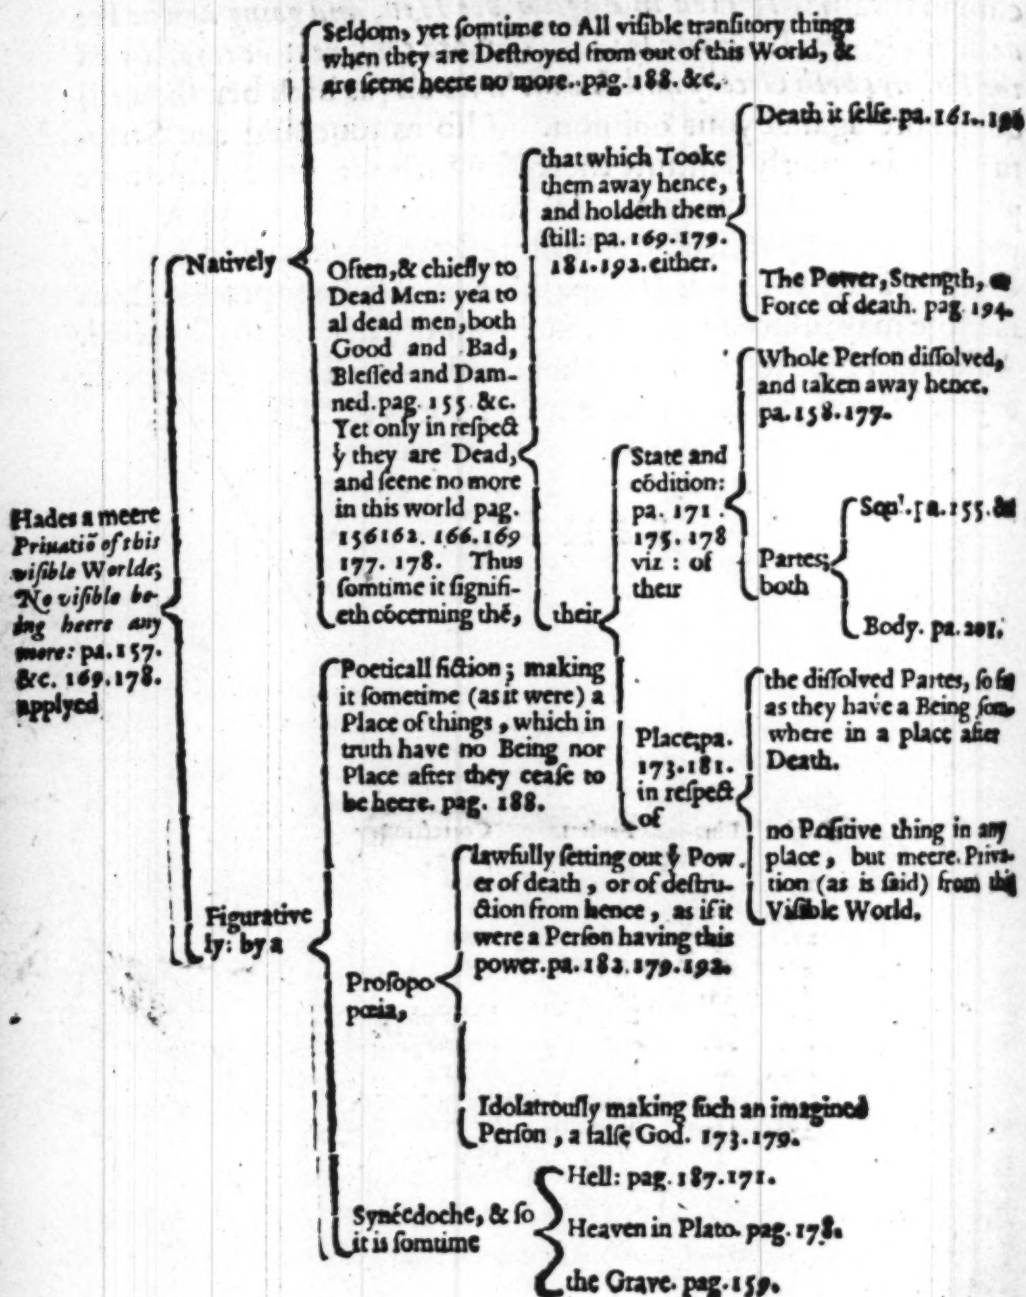 Hades a meere
Privatiō of this
visible Worlde;
No visible be-
ing heere any
more: pa.157.
&c. 169.178.
applyed
Natively
Seldom, yet somtime to All visible transitory things
when they are Destroyed from out of this World, &
are seene heere no more. pag. 188. &c.
Often, & chiefly to
Dead Men: yea to
al dead men, both
Good and Bad,
Blessed and Dam-
ned. pag. 155 &c.
Yet only in respect
ẏ they are Dead,
and seene no more
in this world pag.
156162. 166. 169
177. 178. Thus
somtime it signifi-
eth cōcerning thē,
that which Tooke
them away hence,
and holdeth them
still: pa. 169. 179.
181. 192. either.
Death it selfe. pa. 161.
The Power, Strength,
Force of death. pag. 194.
their
State and
cōdition:
pa. 171.
175. 178
viz: of
their
Whole Person dissolved,
and taken away hence.
pa. 158. 177.
Partes;
both
pa. 155. &c
Body. pa. 201.
Place; pa.
173. 181.
in respect
of
the dissolved Partes, so far
as they have a Being som-
where in a place after
Death.
no Positive thing in any
place, but meere Priva-
tion (as is said) from the
Visible World.
Figurative
ly: by a
Poeticall fiction; making
it sometime (as it were) a
Place of things, which in
truth have no Being nor
Place after they cease to
be heere. pag. 188.
Prosopo
pœia,
lawfully setting out ẏ Pow
er of death, or of destru-
ction from hence, as if it
were a Person having this
power. pa. 182. 179. 192.
Idolatrously making such an imagined
Person, a false God. 173. 179.
Synécdoche, & so
it is somtime
Hell: pag. 187. 171.
Heaven in Plato. pag. 178.
the Grave. pag. 159.